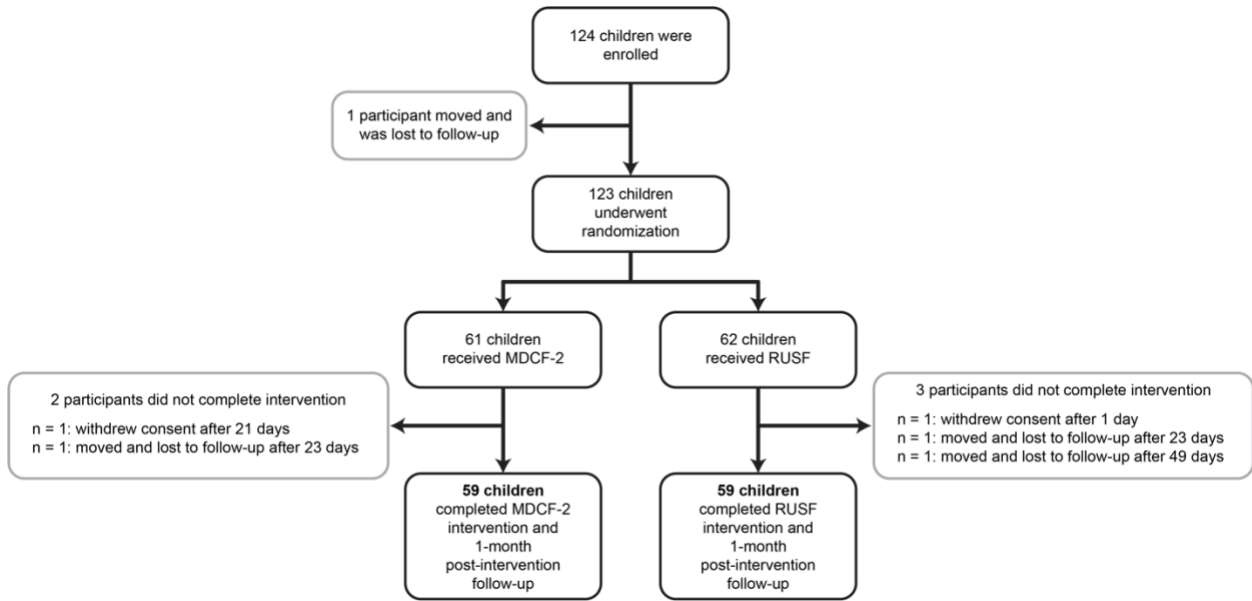 124 children were
enrolled
1 participant moved and
was lost to follow-up
123 children
underwent
randomization
61 children
received MDCF-2
62 children
received RUSF
2 participants did not complete intervention
n = 1: withdrew consent after 21 days
n = 1: moved and lost to follow-up after 23 days
3 participants did not complete intervention
n = 1: withdrew consent after 1 day
n = 1: moved and lost to follow-up after 23 days
n = 1: moved and lost to follow-up after 49 days
59 children
completed MDCF-2
intervention and
1-month
post-intervention
follow-up
59 children
completed RUSF
intervention and
1-month
post-intervention
follow-up